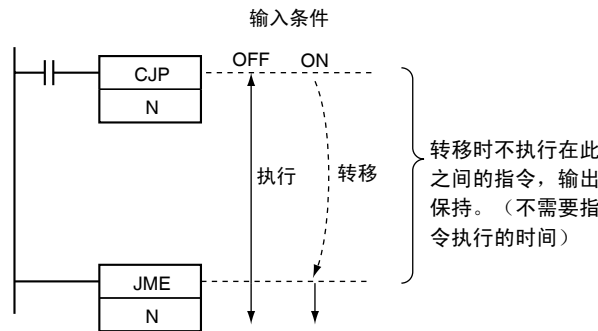 输入条件
OFF ON
CJP
N
执行
转移
转移时不执行在此
之间的指令，输出
保持。（不需要指
令执行的时间）
JME
N